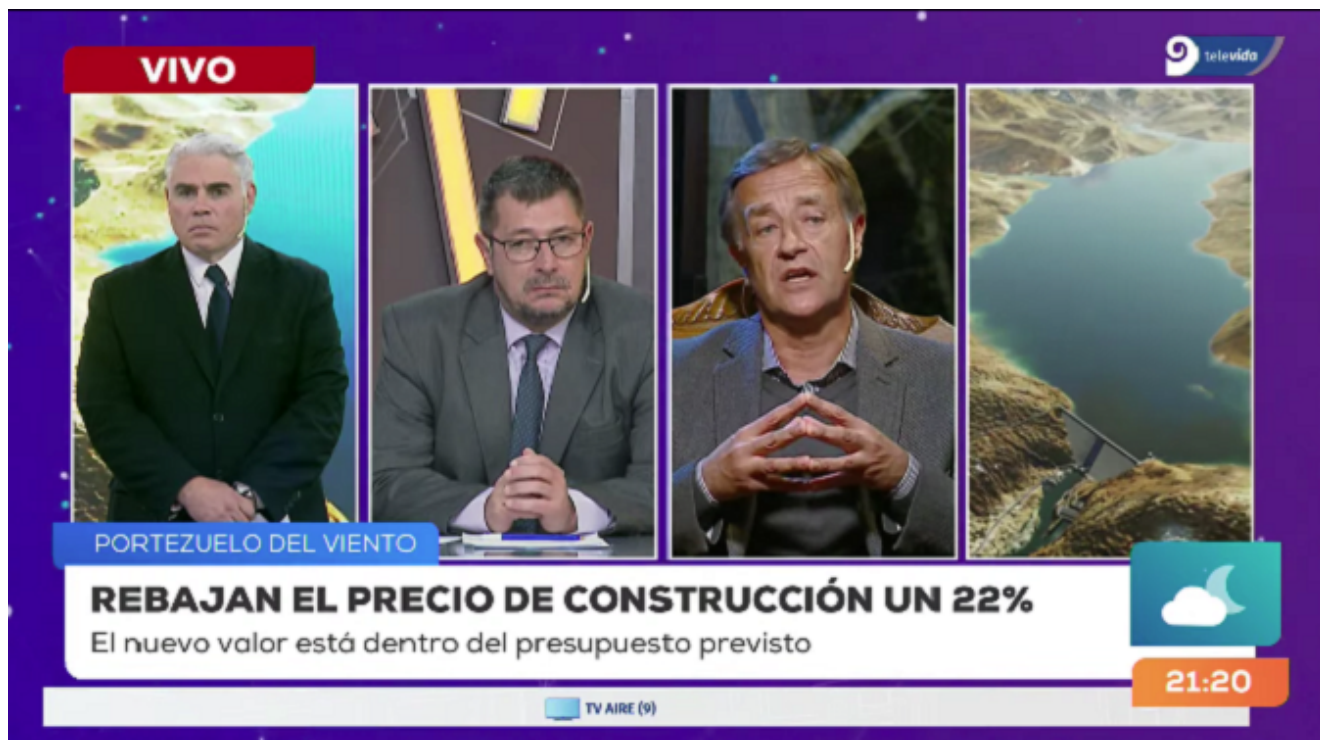 VIVO
9 televida
PORTEZUELO DEL VIENTO
REBAJAN EL PRECIO DE CONSTRUCCIÓN UN 22%
El nuevo valor está dentro del presupuesto previsto
21:20
TV AIRE (9)